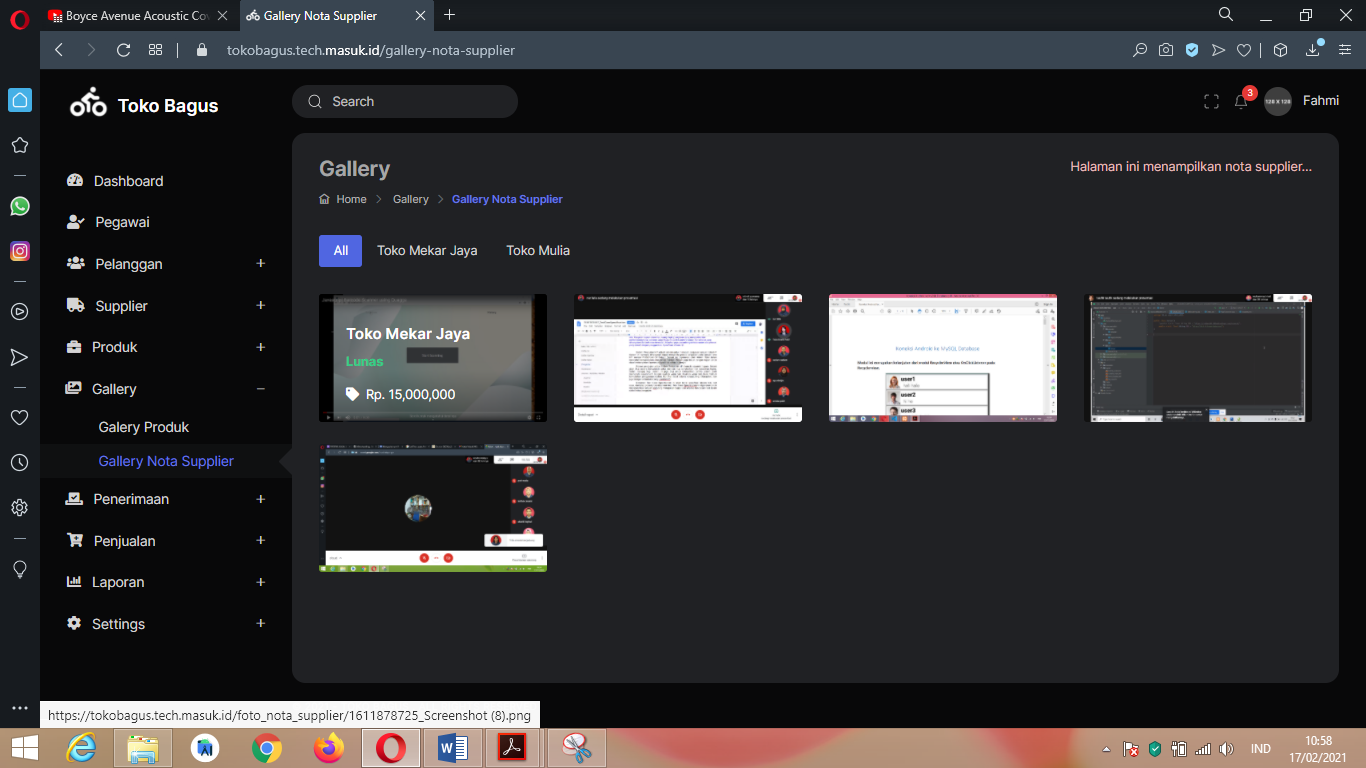 Boyce Avenue Acoustic Co
Gallery Nota Supplier
tokobagus.tech.masuk.id/gallery-nota-supplier
Toko Bagus
Search
3
128 X 128
Fahmi
Dashboard
Pegawai
Pelanggan
Supplier
Produk
Gallery
Galery Produk
Gallery Nota Supplier
Penerimaan
Penjualan
Laporan
Settings
Gallery
Halaman ini menampilkan nota supplier...
Home
Gallery
Gallery Nota Supplier
All
Toko Mekar Jaya
Toko Mulia
Toko Mekar Jaya
Lunas
Rp. 15,000,000
Koneksi Android ke MySQL Database
user1
user2
user3
https://tokobagus.tech.masuk.id/foto_nota_supplier/1611878725_Screenshot (8).png
IND
10:58
17/02/2021